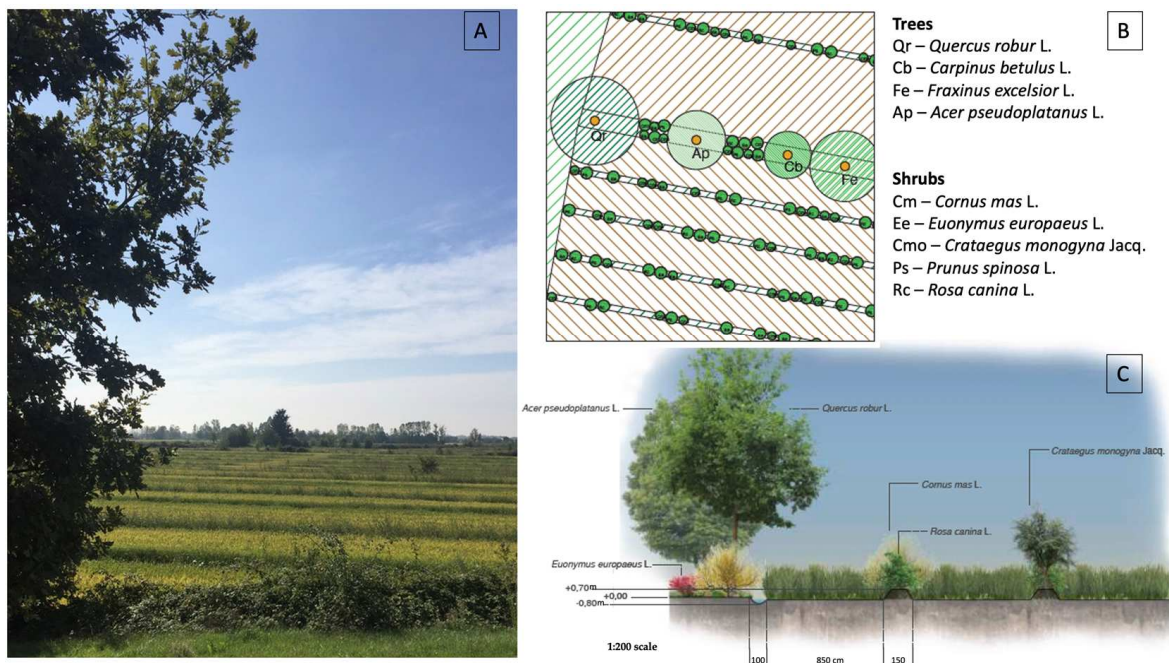 A
B
Qr
Ap
Cb
Fe
Trees
Qr – Quercus robur L.
Cb – Carpinus betulus L.
Fe – Fraxinus excelsior L.
Ap – Acer pseudoplatanus L.
Shrubs
Cm – Cornus mas L.
Ee – Euonymus europaeus L.
Cmo – Crataegus monogyna Jacq.
Ps – Prunus spinosa L.
Rc – Rosa canina L.
C
Acer pseudoplatanus L.
Quercus robur L.
Crataegus monogyna Jacq.
Cornus mas L.
Rosa canina L.
Euonymus europaeus L.
+0,70m
+0,00
-0,80m
1:200 scale
100
850 cm
150